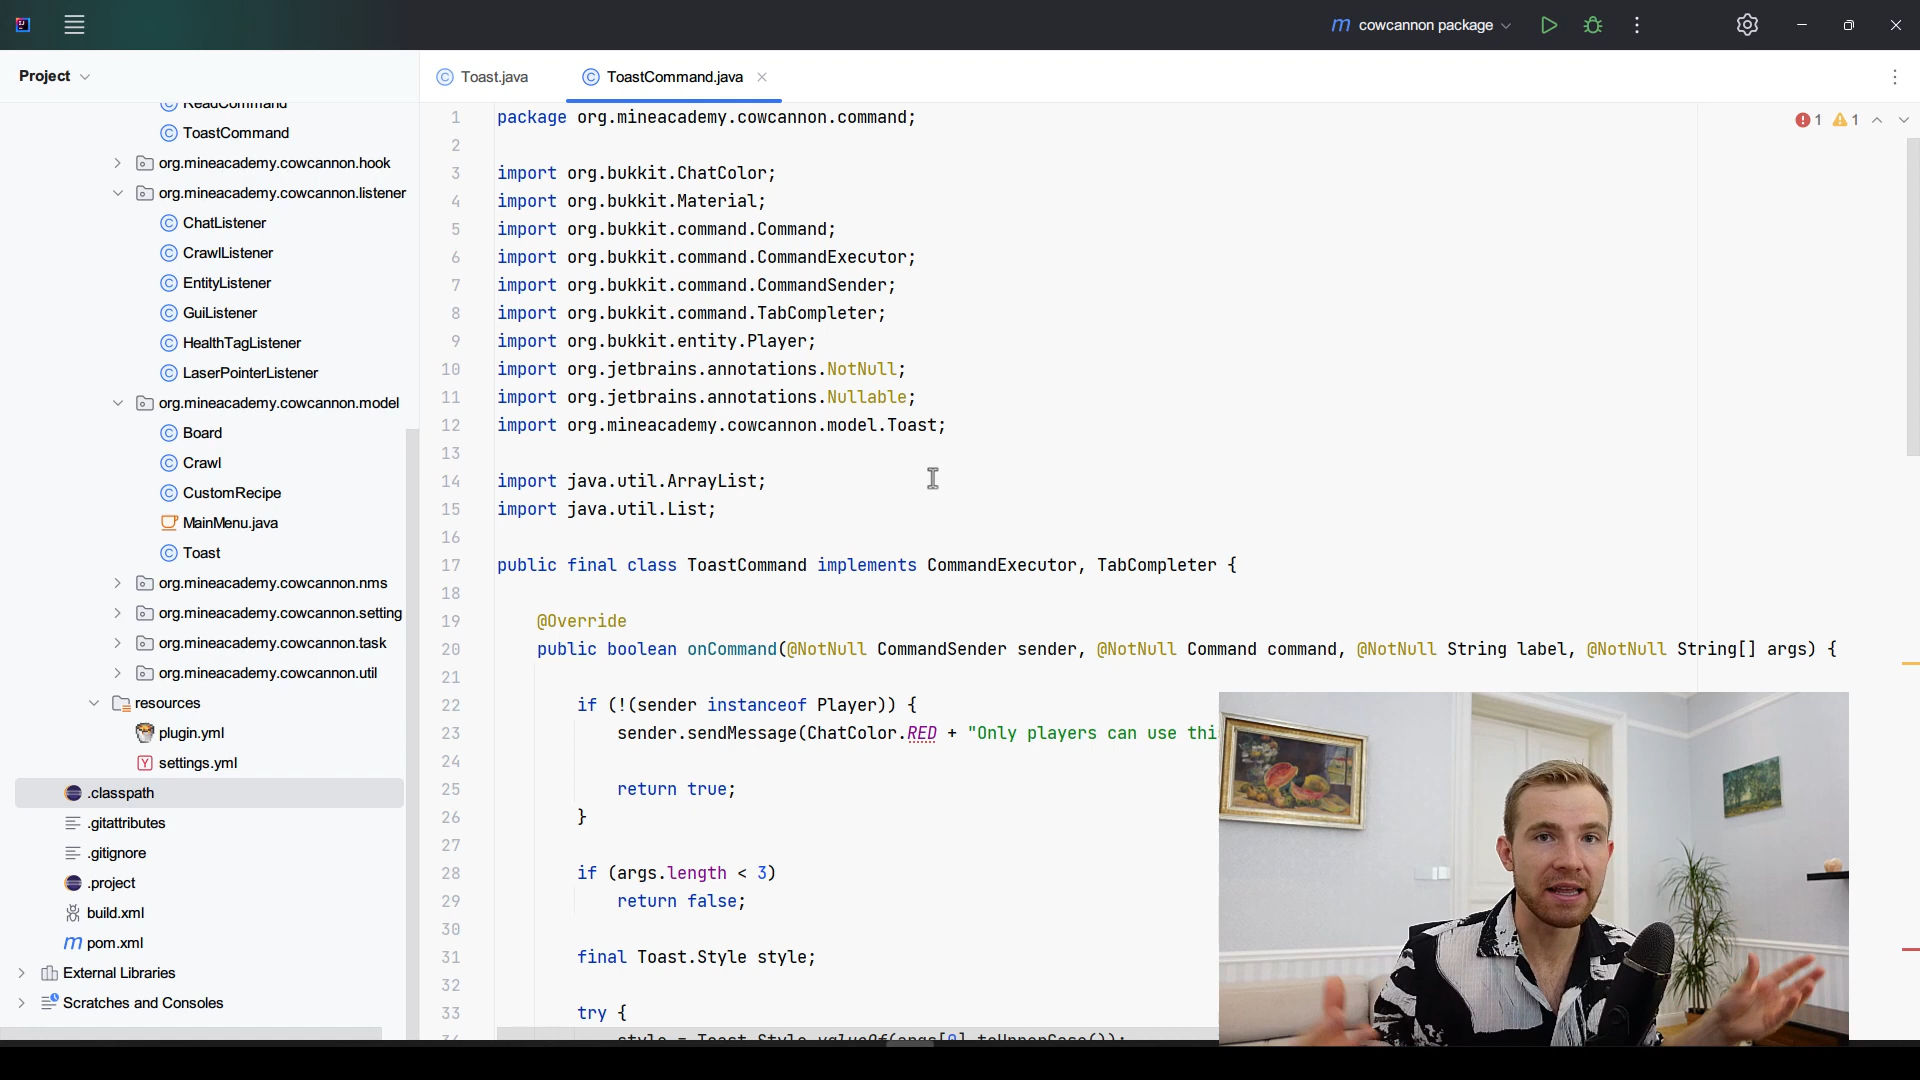 cowcannon package
Project
Toast.java
ToastCommand.java
ReadCommand
ToastCommand
org.mineacademy.cowcannon.hook
org.mineacademy.cowcannon.listener
ChatListener
CrawlListener
EntityListener
GuiListener
HealthTagListener
LaserPointerListener
org.mineacademy.cowcannon.model
Board
Crawl
CustomRecipe
MainMenu.java
Toast
org.mineacademy.cowcannon.nms
org.mineacademy.cowcannon.setting
org.mineacademy.cowcannon.task
org.mineacademy.cowcannon.util
resources
plugin.yml
settings.yml
.classpath
.gitattributes
.gitignore
.project
build.xml
pom.xml
External Libraries
Scratches and Consoles
1 1
1 package org.mineacademy.cowcannon.command;
2
3 import org.bukkit.ChatColor;
4 import org.bukkit.Material;
5 import org.bukkit.command.Command;
6 import org.bukkit.command.CommandExecutor;
7 import org.bukkit.command.CommandSender;
8 import org.bukkit.command.TabCompleter;
9 import org.bukkit.entity.Player;
10 import org.jetbrains.annotations.NotNull;
11 import org.jetbrains.annotations.Nullable;
12 import org.mineacademy.cowcannon.model.Toast;
13
14 import java.util.ArrayList;
15 import java.util.List;
16
17 public final class ToastCommand implements CommandExecutor, TabCompleter {
18
19 @Override
20 public boolean onCommand(@NotNull CommandSender sender, @NotNull Command command, @NotNull String label, @NotNull String[] args) {
21
22 if (!(sender instanceof Player)) {
23 sender.sendMessage(ChatColor.RED + "Only players can use thi
24
25 return true;
26 }
27
28 if (args.length < 3)
29 return false;
30
31 final Toast.Style style;
32
33 try {
34 style = Toast.Style.valueOf(args[0].toUpperCase());